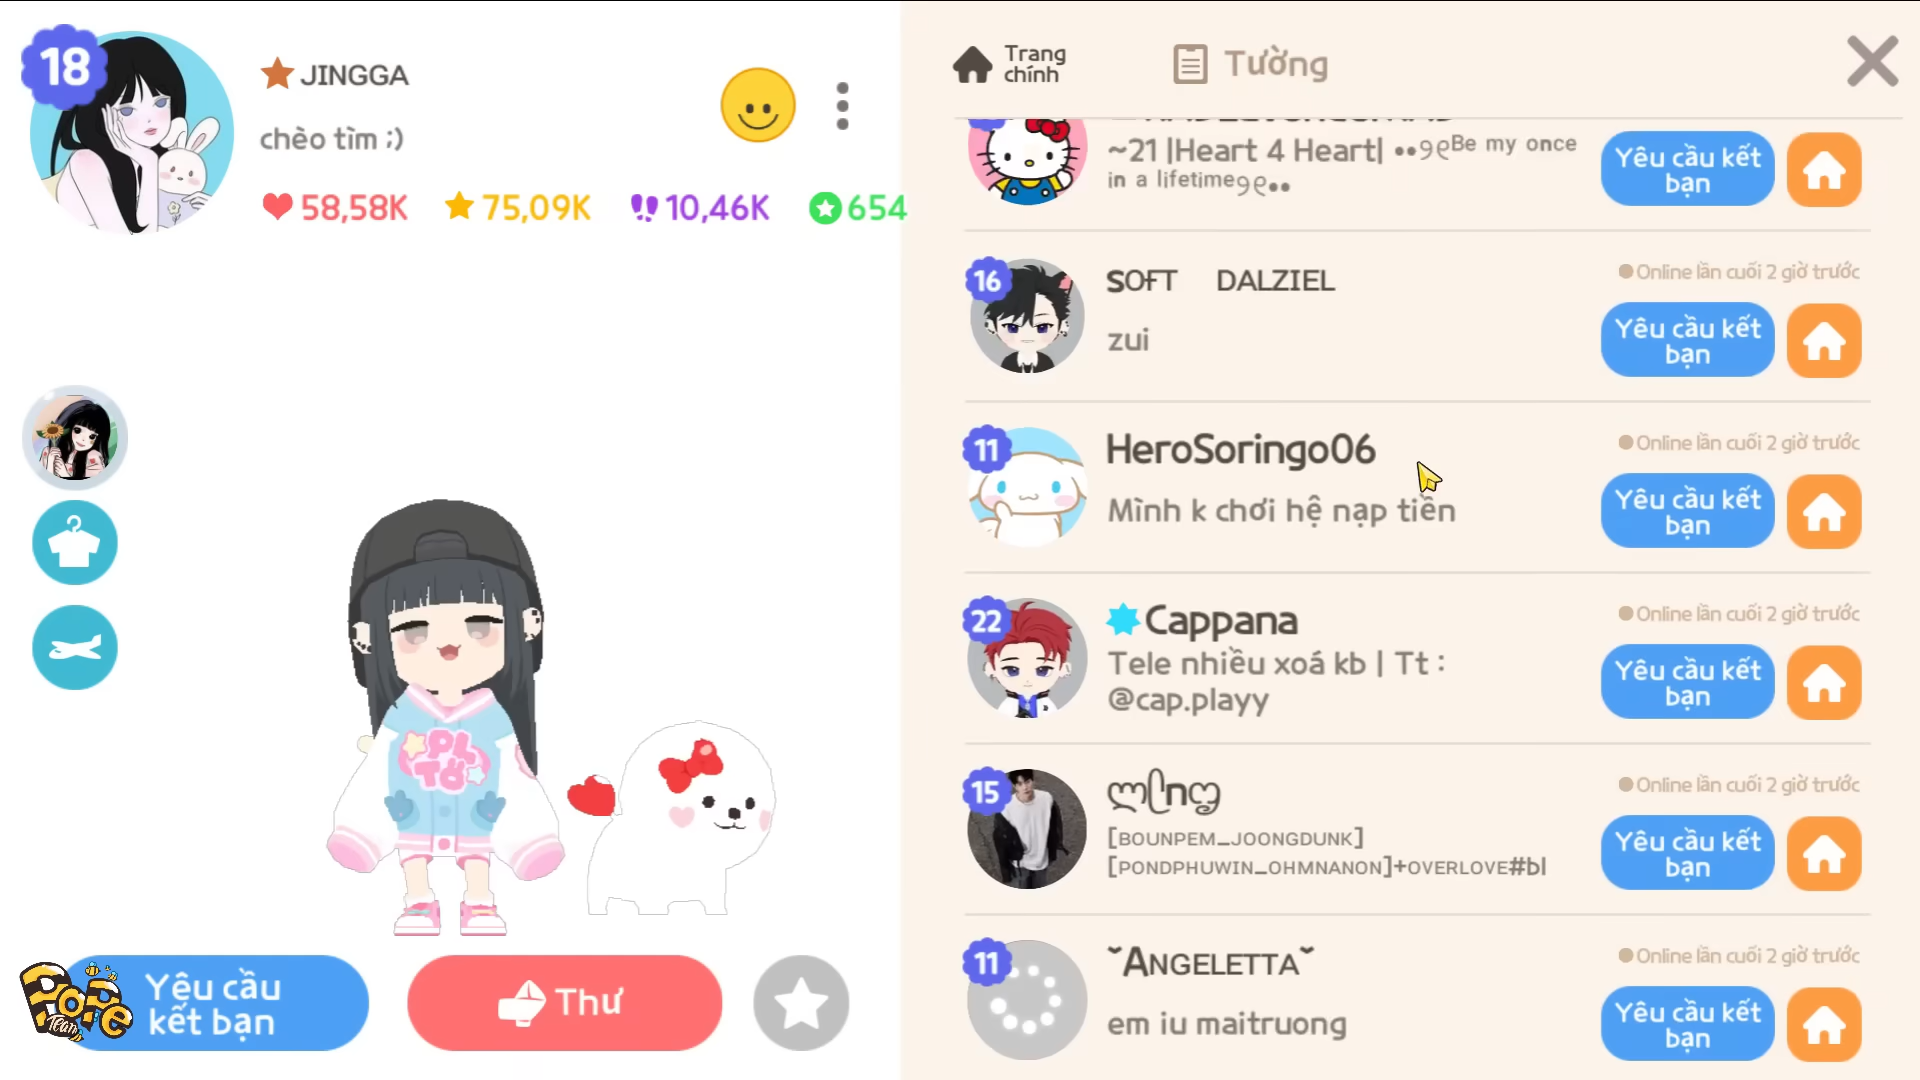 18
JINGGA
chèo tìm ;)
58,58K
75,09K
10,46K
654
Yêu cầu
kết bạn
Thư
PoPe
Team
Trang
chính
Tường
~21 |Heart 4 Heart| ••୨୧Be my once
in a lifetime୨୧••
Yêu cầu kết
bạn
16
SOFT DALZIEL
zui
Online lần cuối 2 giờ trước
Yêu cầu kết
bạn
11
HeroSoringo06
Mình k chơi hệ nạp tiền
Online lần cuối 2 giờ trước
Yêu cầu kết
bạn
22
Cappana
Tele nhiều xoá kb | Tt :
@cap.playy
Online lần cuối 2 giờ trước
Yêu cầu kết
bạn
15
[BOUNPEM_JOONGDUNK]
[PONDPHUWIN_OHMNANON]+OVERLOVE#bl
Online lần cuối 2 giờ trước
Yêu cầu kết
bạn
11
˘ANGELETTA˘
em iu maitruong
Online lần cuối 2 giờ trước
Yêu cầu kết
bạn